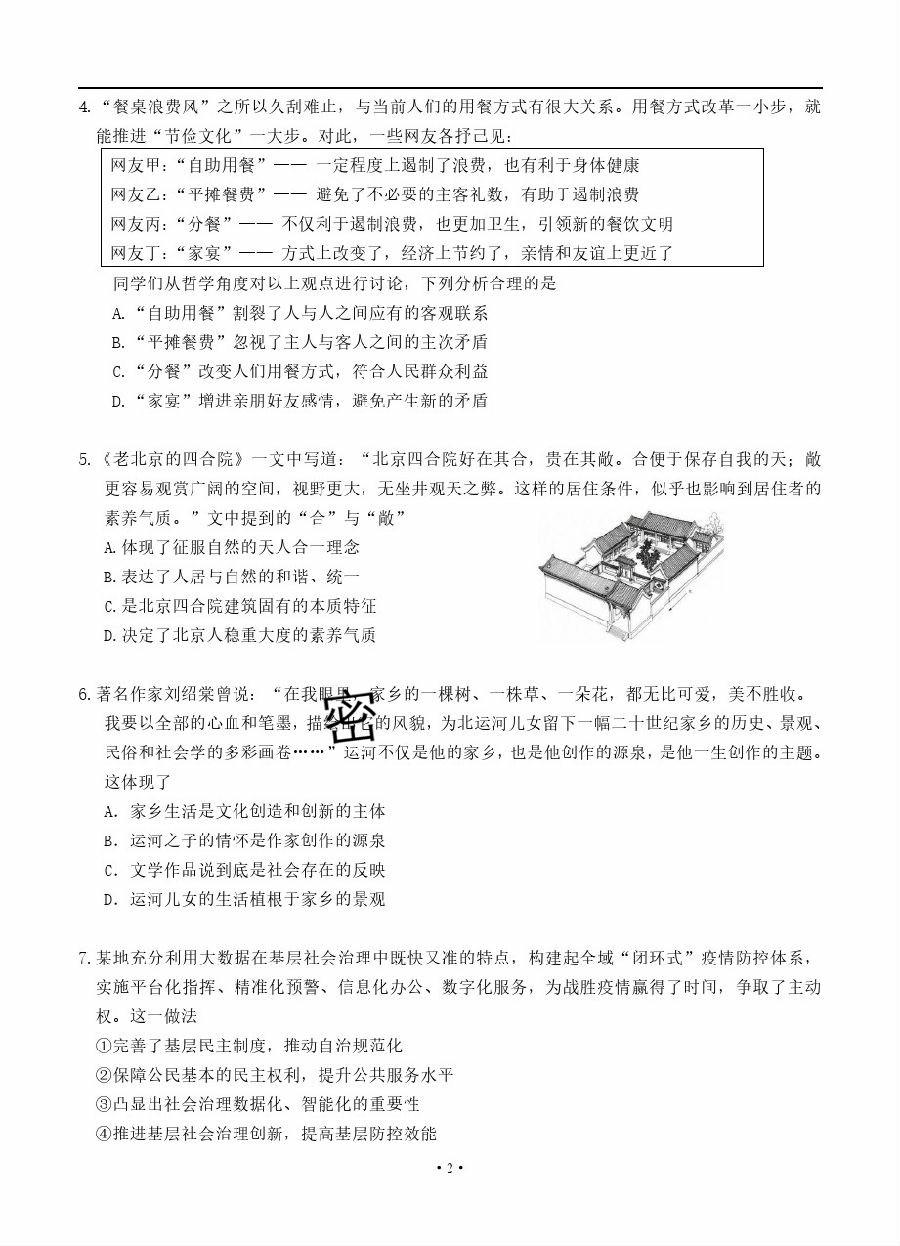 4. “餐桌浪费风”之所以久刮难止，与当前人们的用餐方式有很大关系。用餐方式改革一小步，就
能推进“节俭文化”一大步。对此，一些网友各抒己见：
网友甲：“自助用餐”—— 一定程度上遏制了浪费，也有利于身体健康
网友乙：“平摊餐费”—— 避免了不必要的主客礼数，有助于遏制浪费
网友丙：“分餐”—— 不仅利于遏制浪费，也更加卫生，引领新的餐饮文明
网友丁：“家宴”—— 方式上改变了，经济上节约了，亲情和友谊上更近了
同学们从哲学角度对以上观点进行讨论，下列分析合理的是
A. “自助用餐”割裂了人与人之间应有的客观联系
B. “平摊餐费”忽视了主人与客人之间的主次矛盾
C. “分餐”改变人们用餐方式，符合人民群众利益
D. “家宴”增进亲朋好友感情，避免产生新的矛盾
5. 《老北京的四合院》一文中写道：“北京四合院好在其合，贵在其敞。合便于保存自我的天；敞
更容易观赏广阔的空间，视野更大，无坐井观天之弊。这样的居住条件，似乎也影响到居住者的
素养气质。”文中提到的“合”与“敞”
A. 体现了征服自然的天人合一理念
B. 表达了人居与自然的和谐、统一
C. 是北京四合院建筑固有的本质特征
D. 决定了北京人稳重大度的素养气质
6. 著名作家刘绍棠曾说：“在我眼里，家乡的一棵树、一株草、一朵花，都无比可爱，美不胜收。
我要以全部的心血和笔墨，描绘出它的风貌，为北运河儿女留下一幅二十世纪家乡的历史、景观、
民俗和社会学的多彩画卷……”运河不仅是他的家乡，也是他创作的源泉，是他一生创作的主题。
这体现了
A. 家乡生活是文化创造和创新的主体
B. 运河之子的情怀是作家创作的源泉
C. 文学作品说到底是社会存在的反映
D. 运河儿女的生活植根于家乡的景观
密
7. 某地充分利用大数据在基层社会治理中既快又准的特点，构建起全域“闭环式”疫情防控体系，
实施平台化指挥、精准化预警、信息化办公、数字化服务，为战胜疫情赢得了时间，争取了主动
权。这一做法
①完善了基层民主制度，推动自治规范化
②保障公民基本的民主权利，提升公共服务水平
③凸显出社会治理数据化、智能化的重要性
④推进基层社会治理创新，提高基层防控效能
• 2 •